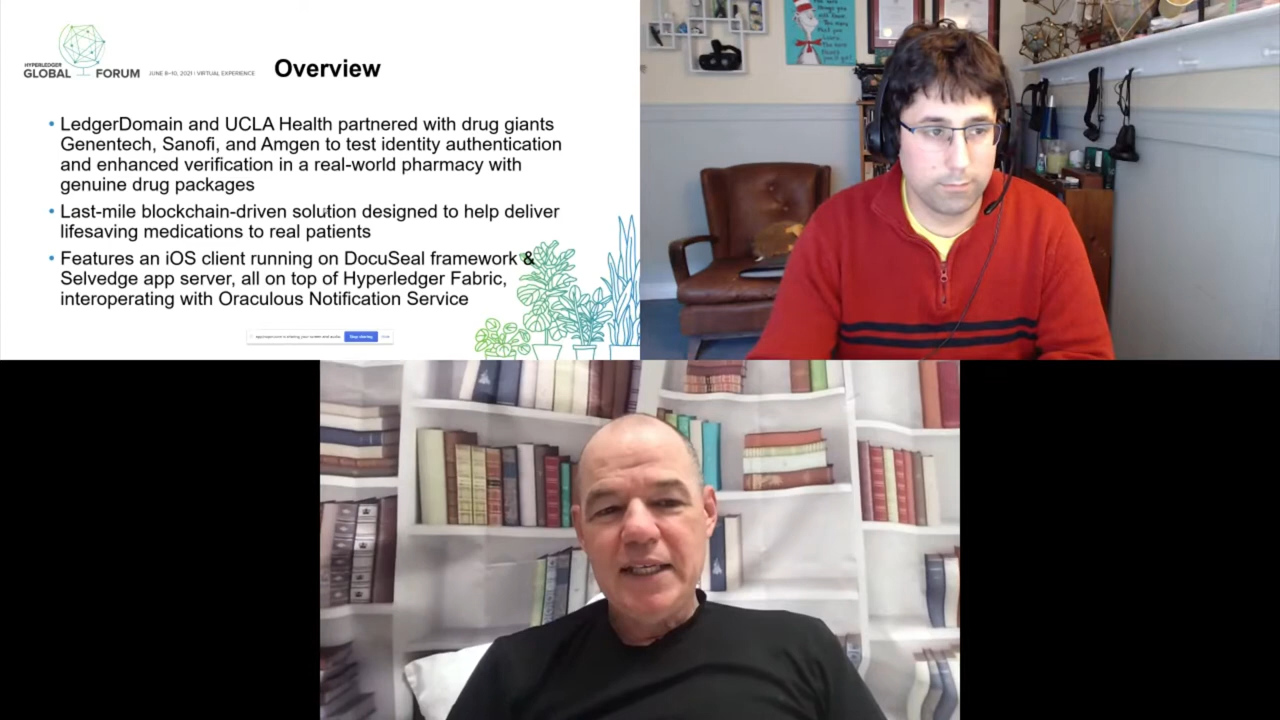 HYPERLEDGER
GLOBAL FORUM JUNE 8-10, 2021 / VIRTUAL EXPERIENCE
Overview
• LedgerDomain and UCLA Health partnered with drug giants
Genentech, Sanofi, and Amgen to test identity authentication
and enhanced verification in a real-world pharmacy with
genuine drug packages
• Last-mile blockchain-driven solution designed to help deliver
lifesaving medications to real patients
• Features an iOS client running on DocuSeal framework &
Selvedge app server, all on top of Hyperledger Fabric,
interoperating with Oraculous Notification Service
Stop sharing